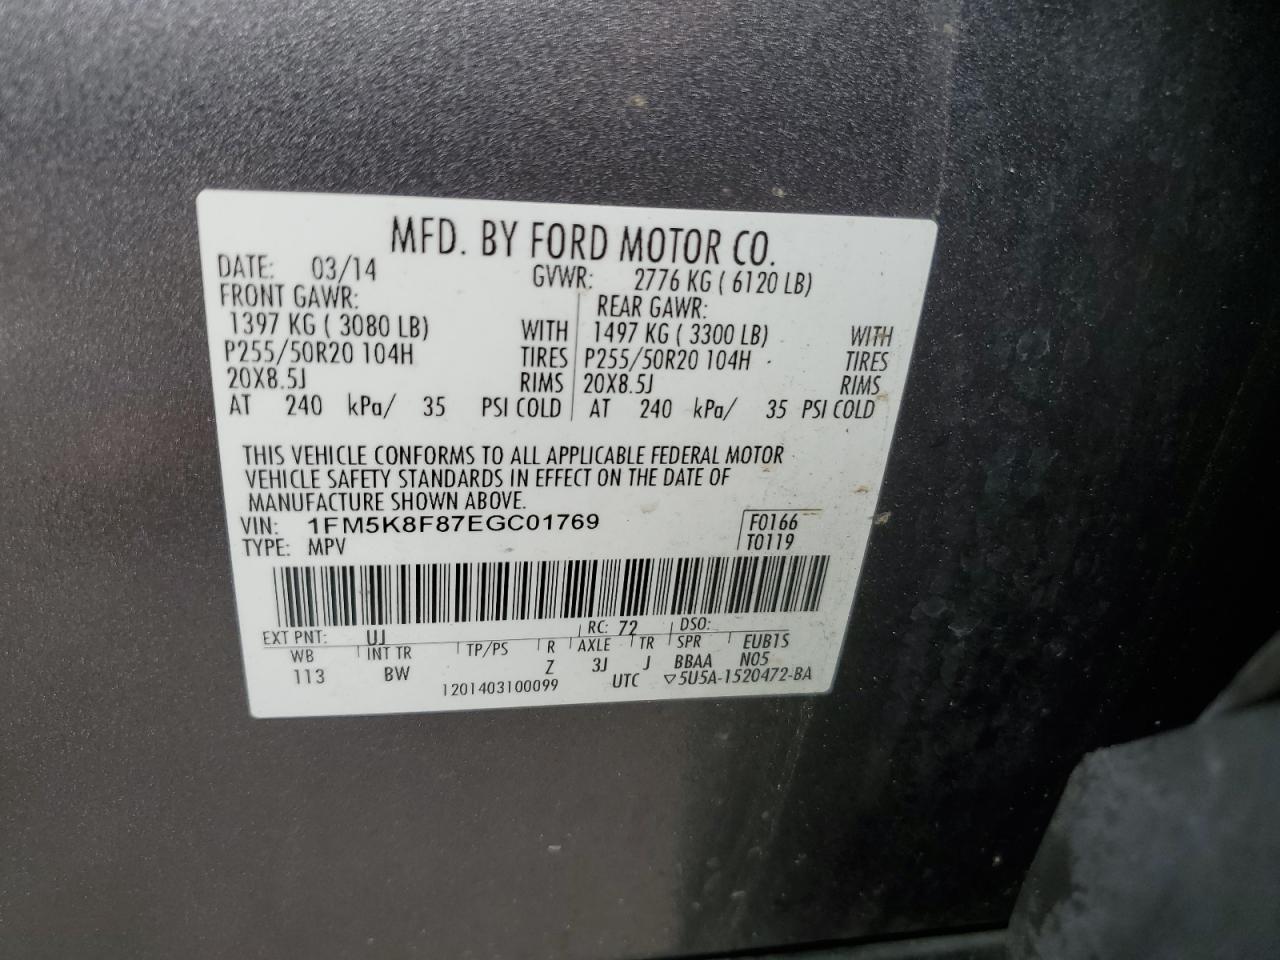 MFD. BY FORD MOTOR CO.
DATE: 03/14 GVWR: 2776 KG ( 6120 LB)
FRONT GAWR: REAR GAWR:
1397 KG ( 3080 LB) WITH 1497 KG ( 3300 LB) WITH
P255/50R20 104H TIRES P255/50R20 104H TIRES
20X8.5J RIMS 20X8.5J RIMS
AT 240 kPa/ 35 PSI COLD AT 240 kPa/ 35 PSI COLD
THIS VEHICLE CONFORMS TO ALL APPLICABLE FEDERAL MOTOR
VEHICLE SAFETY STANDARDS IN EFFECT ON THE DATE OF
MANUFACTURE SHOWN ABOVE.
VIN: 1FM5K8F87EGC01769 F0166
TYPE: MPV T0119
EXT PNT: UJ RC: 72 DSO:
WB INT TR TP/PS R AXLE TR SPR EUB1S
113 BW Z 3J J BBAA N05
1201403100099 UTC ▽5U5A-1520472-BA